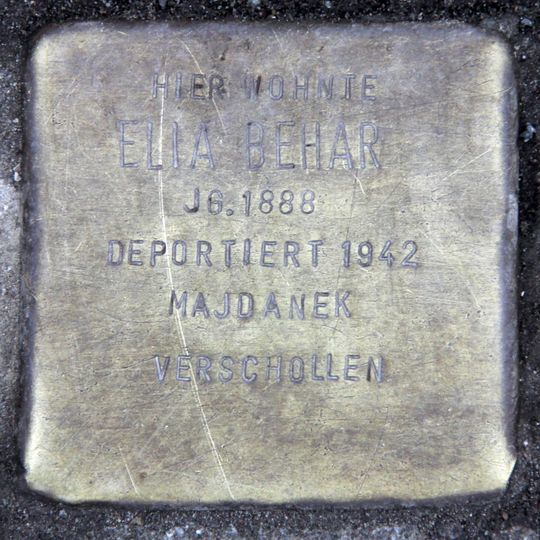 HIER WOHNTE
ELIA BEHAR
JG. 1888
DEPORTIERT 1942
MAJDANEK
VERSCHOLLEN